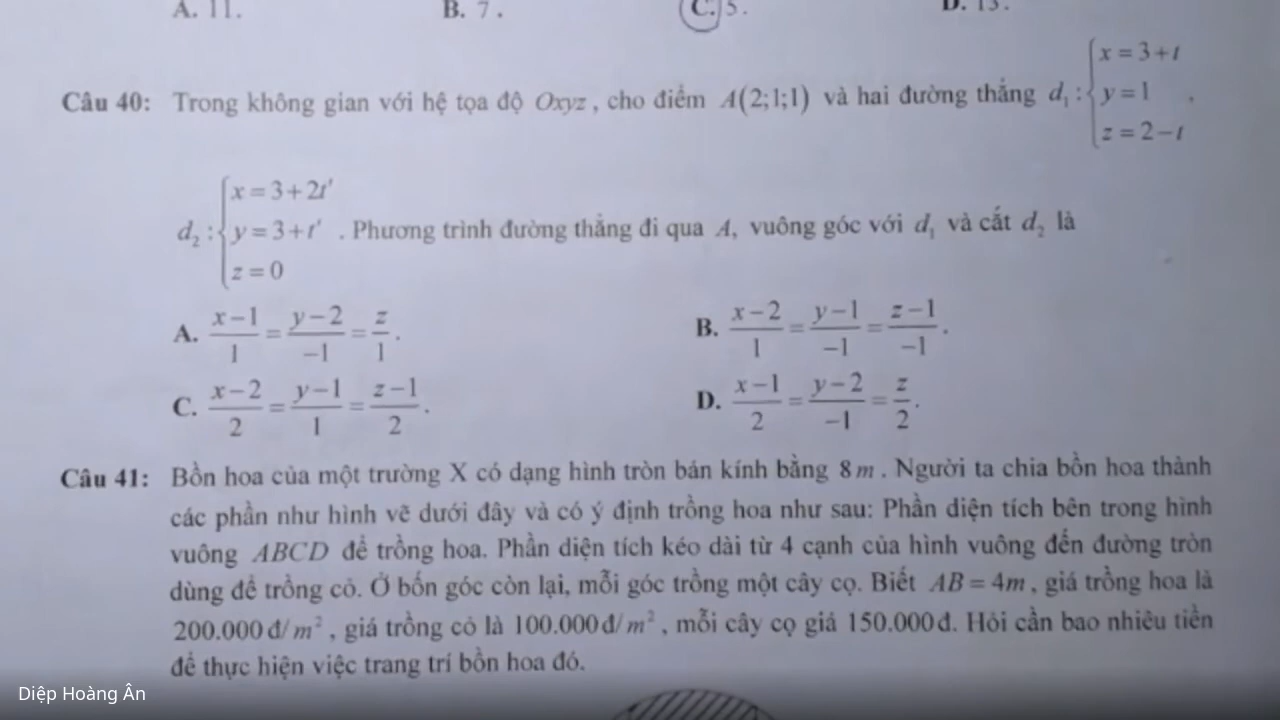 A. 11. B. 7. C. 5. D. 13.
Câu 40: Trong không gian với hệ tọa độ Oxyz, cho điểm A(2;1;1) và hai đường thẳng d₁: { x = 3 + t
y = 1 .
z = 2 − t
d₂: { x = 3 + 2t'
y = 3 + t' . Phương trình đường thẳng đi qua A, vuông góc với d₁ và cắt d₂ là
z = 0
A. (x−1)/1 = (y−2)/−1 = z/1. B. (x−2)/1 = (y−1)/−1 = (z−1)/−1.
C. (x−2)/2 = (y−1)/1 = (z−1)/2. D. (x−1)/2 = (y−2)/−1 = z/2.
Câu 41: Bồn hoa của một trường X có dạng hình tròn bán kính bằng 8m. Người ta chia bồn hoa thành
các phần như hình vẽ dưới đây và có ý định trồng hoa như sau: Phần diện tích bên trong hình
vuông ABCD để trồng hoa. Phần diện tích kéo dài từ 4 cạnh của hình vuông đến đường tròn
dùng để trồng cỏ. Ở bốn góc còn lại, mỗi góc trồng một cây cọ. Biết AB = 4m, giá trồng hoa là
200.000đ/m², giá trồng cỏ là 100.000đ/m², mỗi cây cọ giá 150.000đ. Hỏi cần bao nhiêu tiền
để thực hiện việc trang trí bồn hoa đó.
Diệp Hoàng Ân